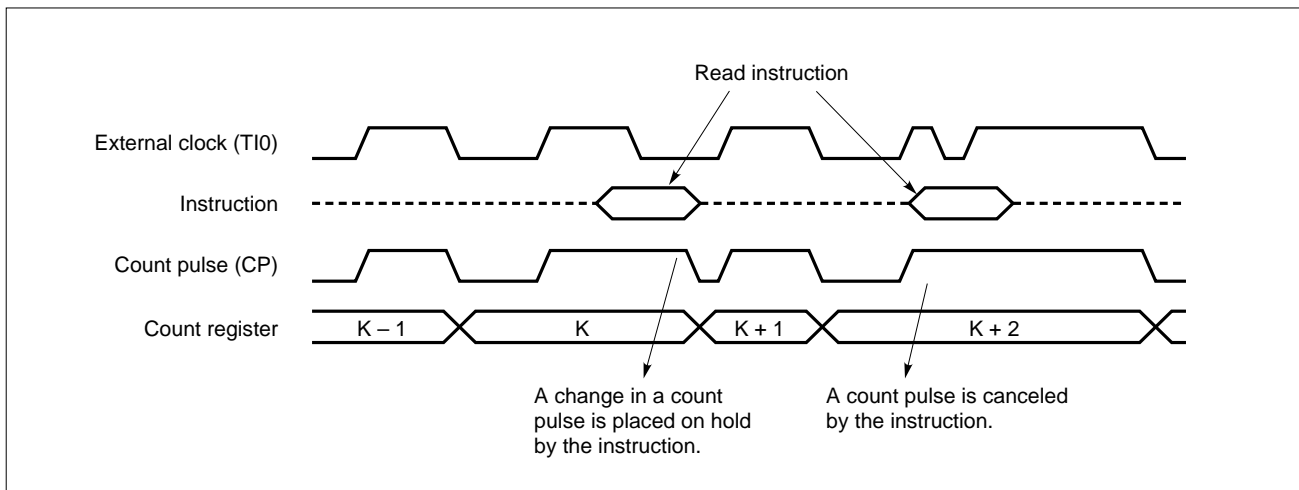 Read instruction
External clock (TI0)
Instruction
Count pulse (CP)
Count register
K – 1
K
K + 1
K + 2
A change in a count
pulse is placed on hold
by the instruction.
A count pulse is canceled
by the instruction.